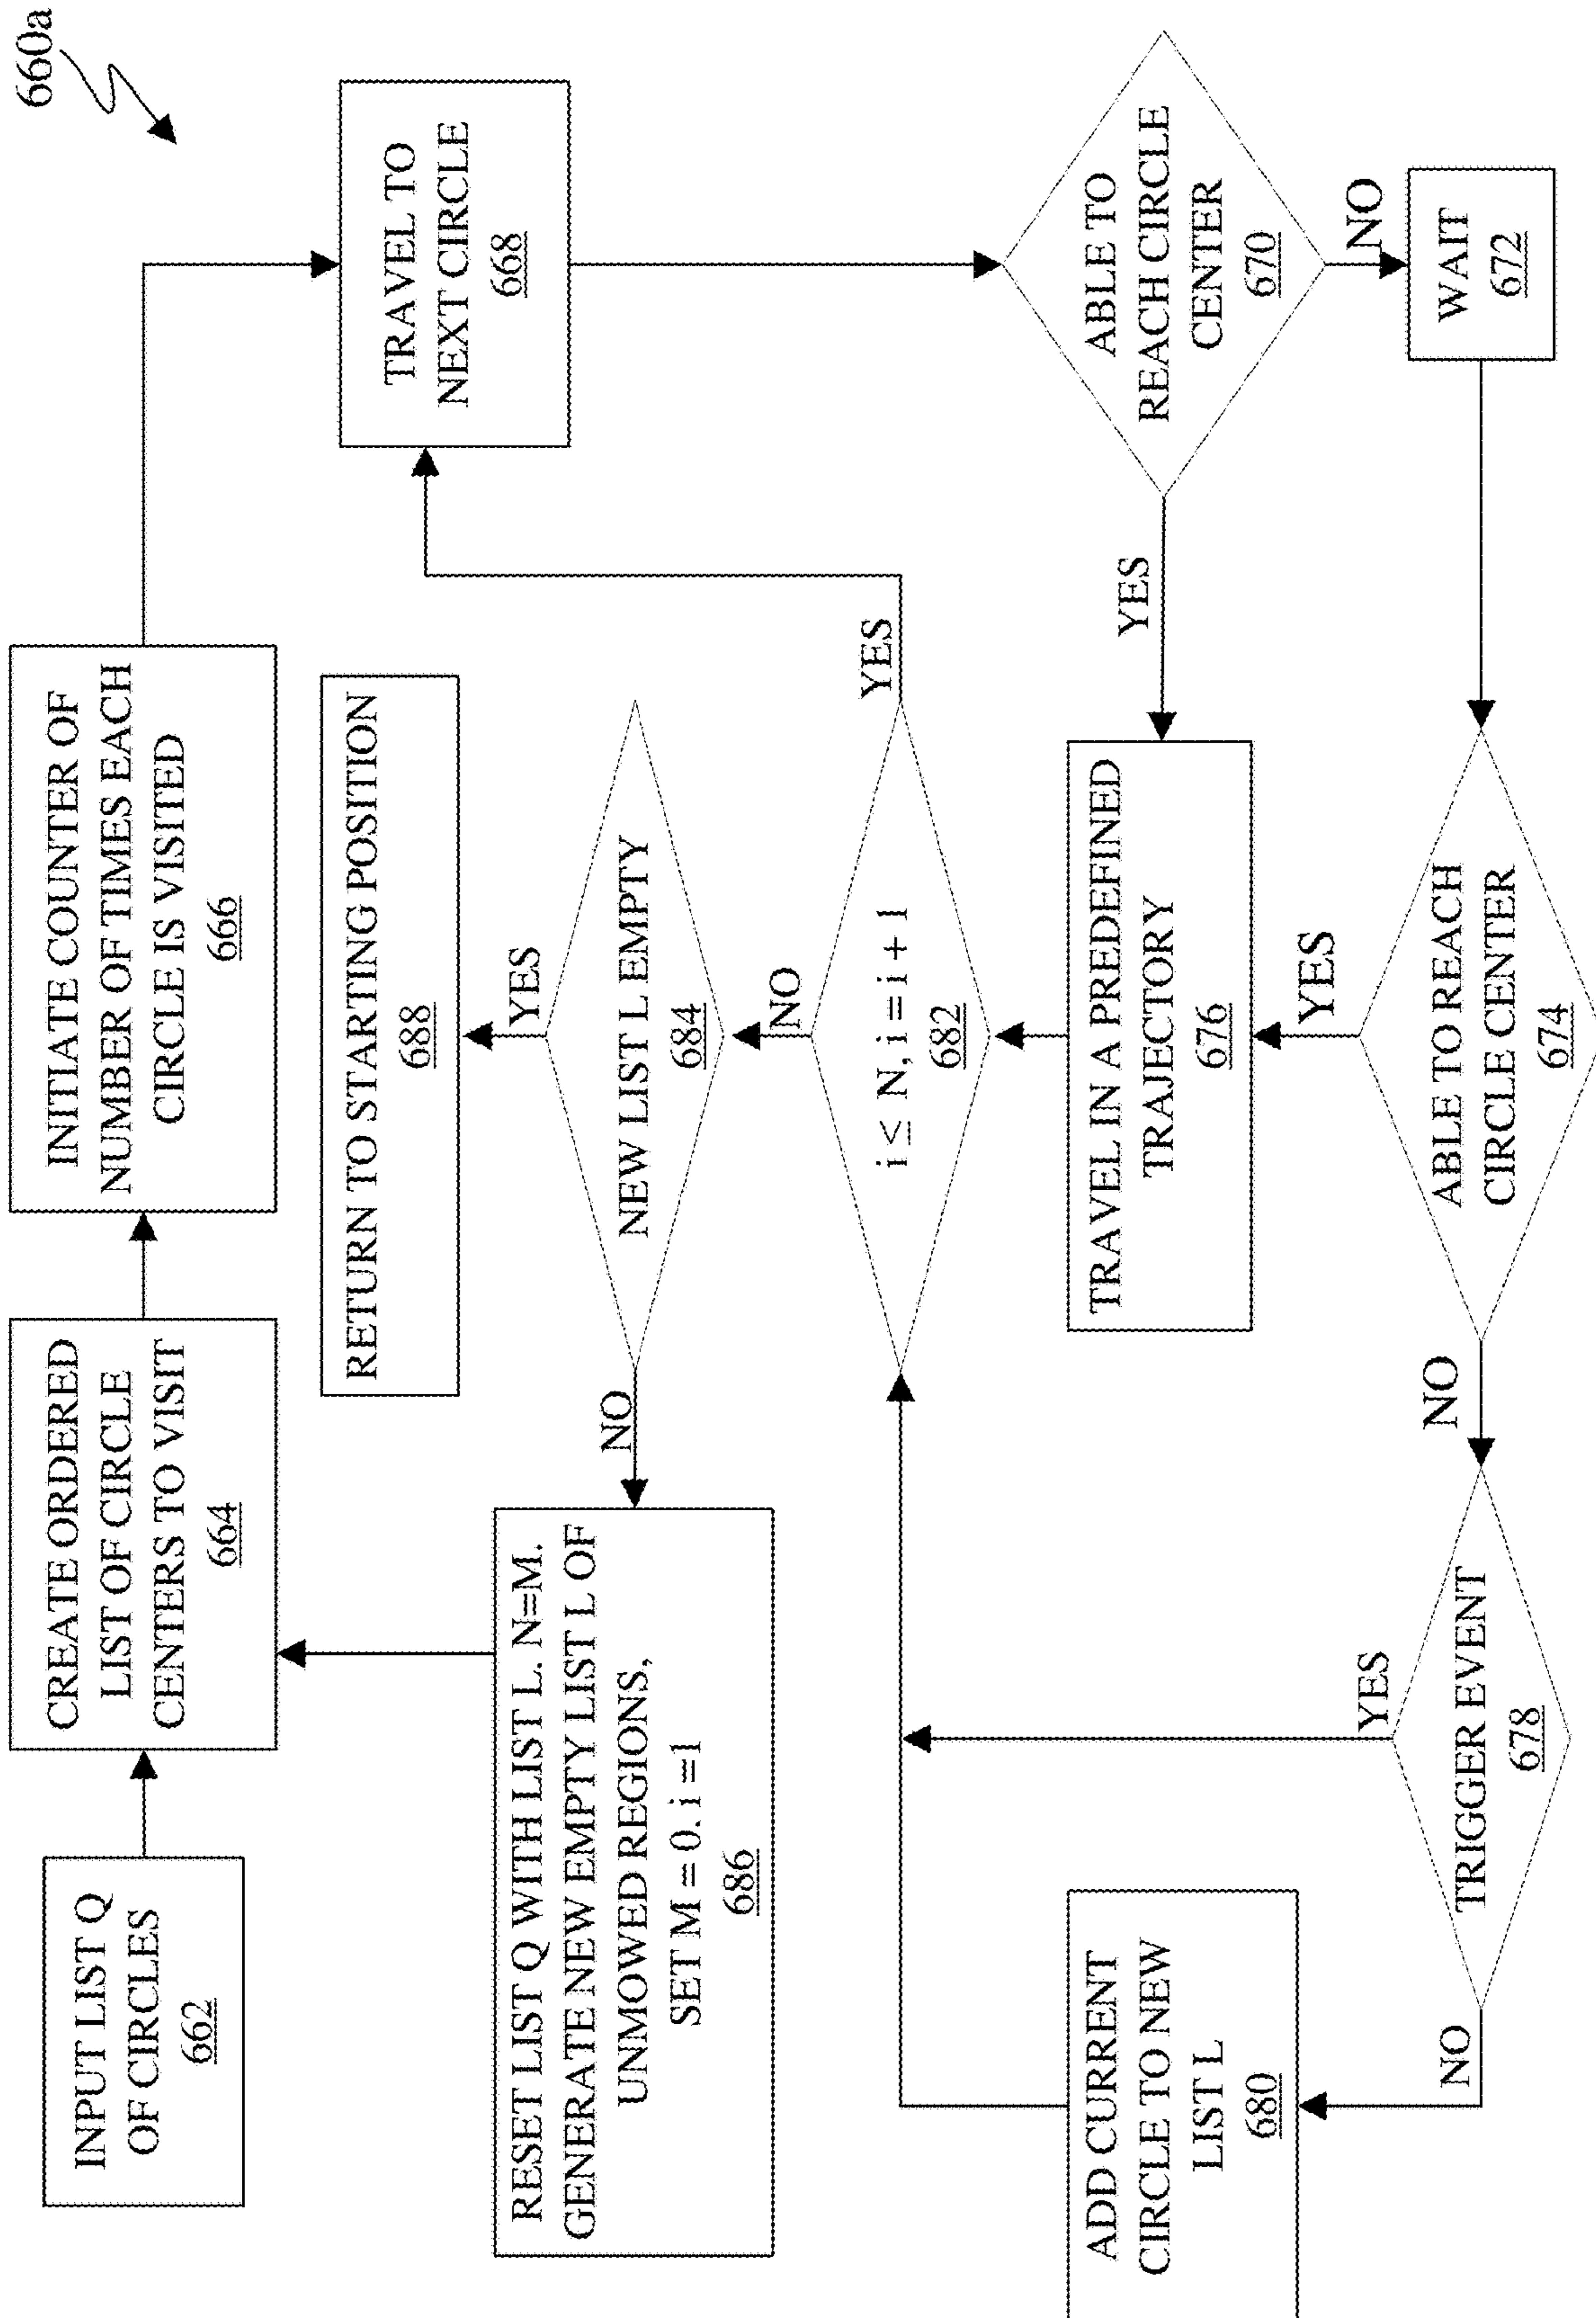 660a
INPUT LIST Q
OF CIRCLES
662
CREATE ORDERED
LIST OF CIRCLE
CENTERS TO VISIT
664
INITIATE COUNTER OF
NUMBER OF TIMES EACH
CIRCLE IS VISITED
666
TRAVEL TO
NEXT CIRCLE
668
ABLE TO
REACH CIRCLE
CENTER
670
NO
YES
WAIT
672
ABLE TO REACH
CIRCLE CENTER
674
YES
NO
TRAVEL IN A PREDEFINED
TRAJECTORY
676
TRIGGER EVENT
678
YES
NO
ADD CURRENT
CIRCLE TO NEW
LIST L
680
i ≤ N, i = i + 1
682
YES
NO
NEW LIST L EMPTY
684
YES
NO
RESET LIST Q WITH LIST L. N=M.
GENERATE NEW EMPTY LIST L OF
UNMOWED REGIONS,
SET M = 0. i =1
686
RETURN TO STARTING POSITION
688